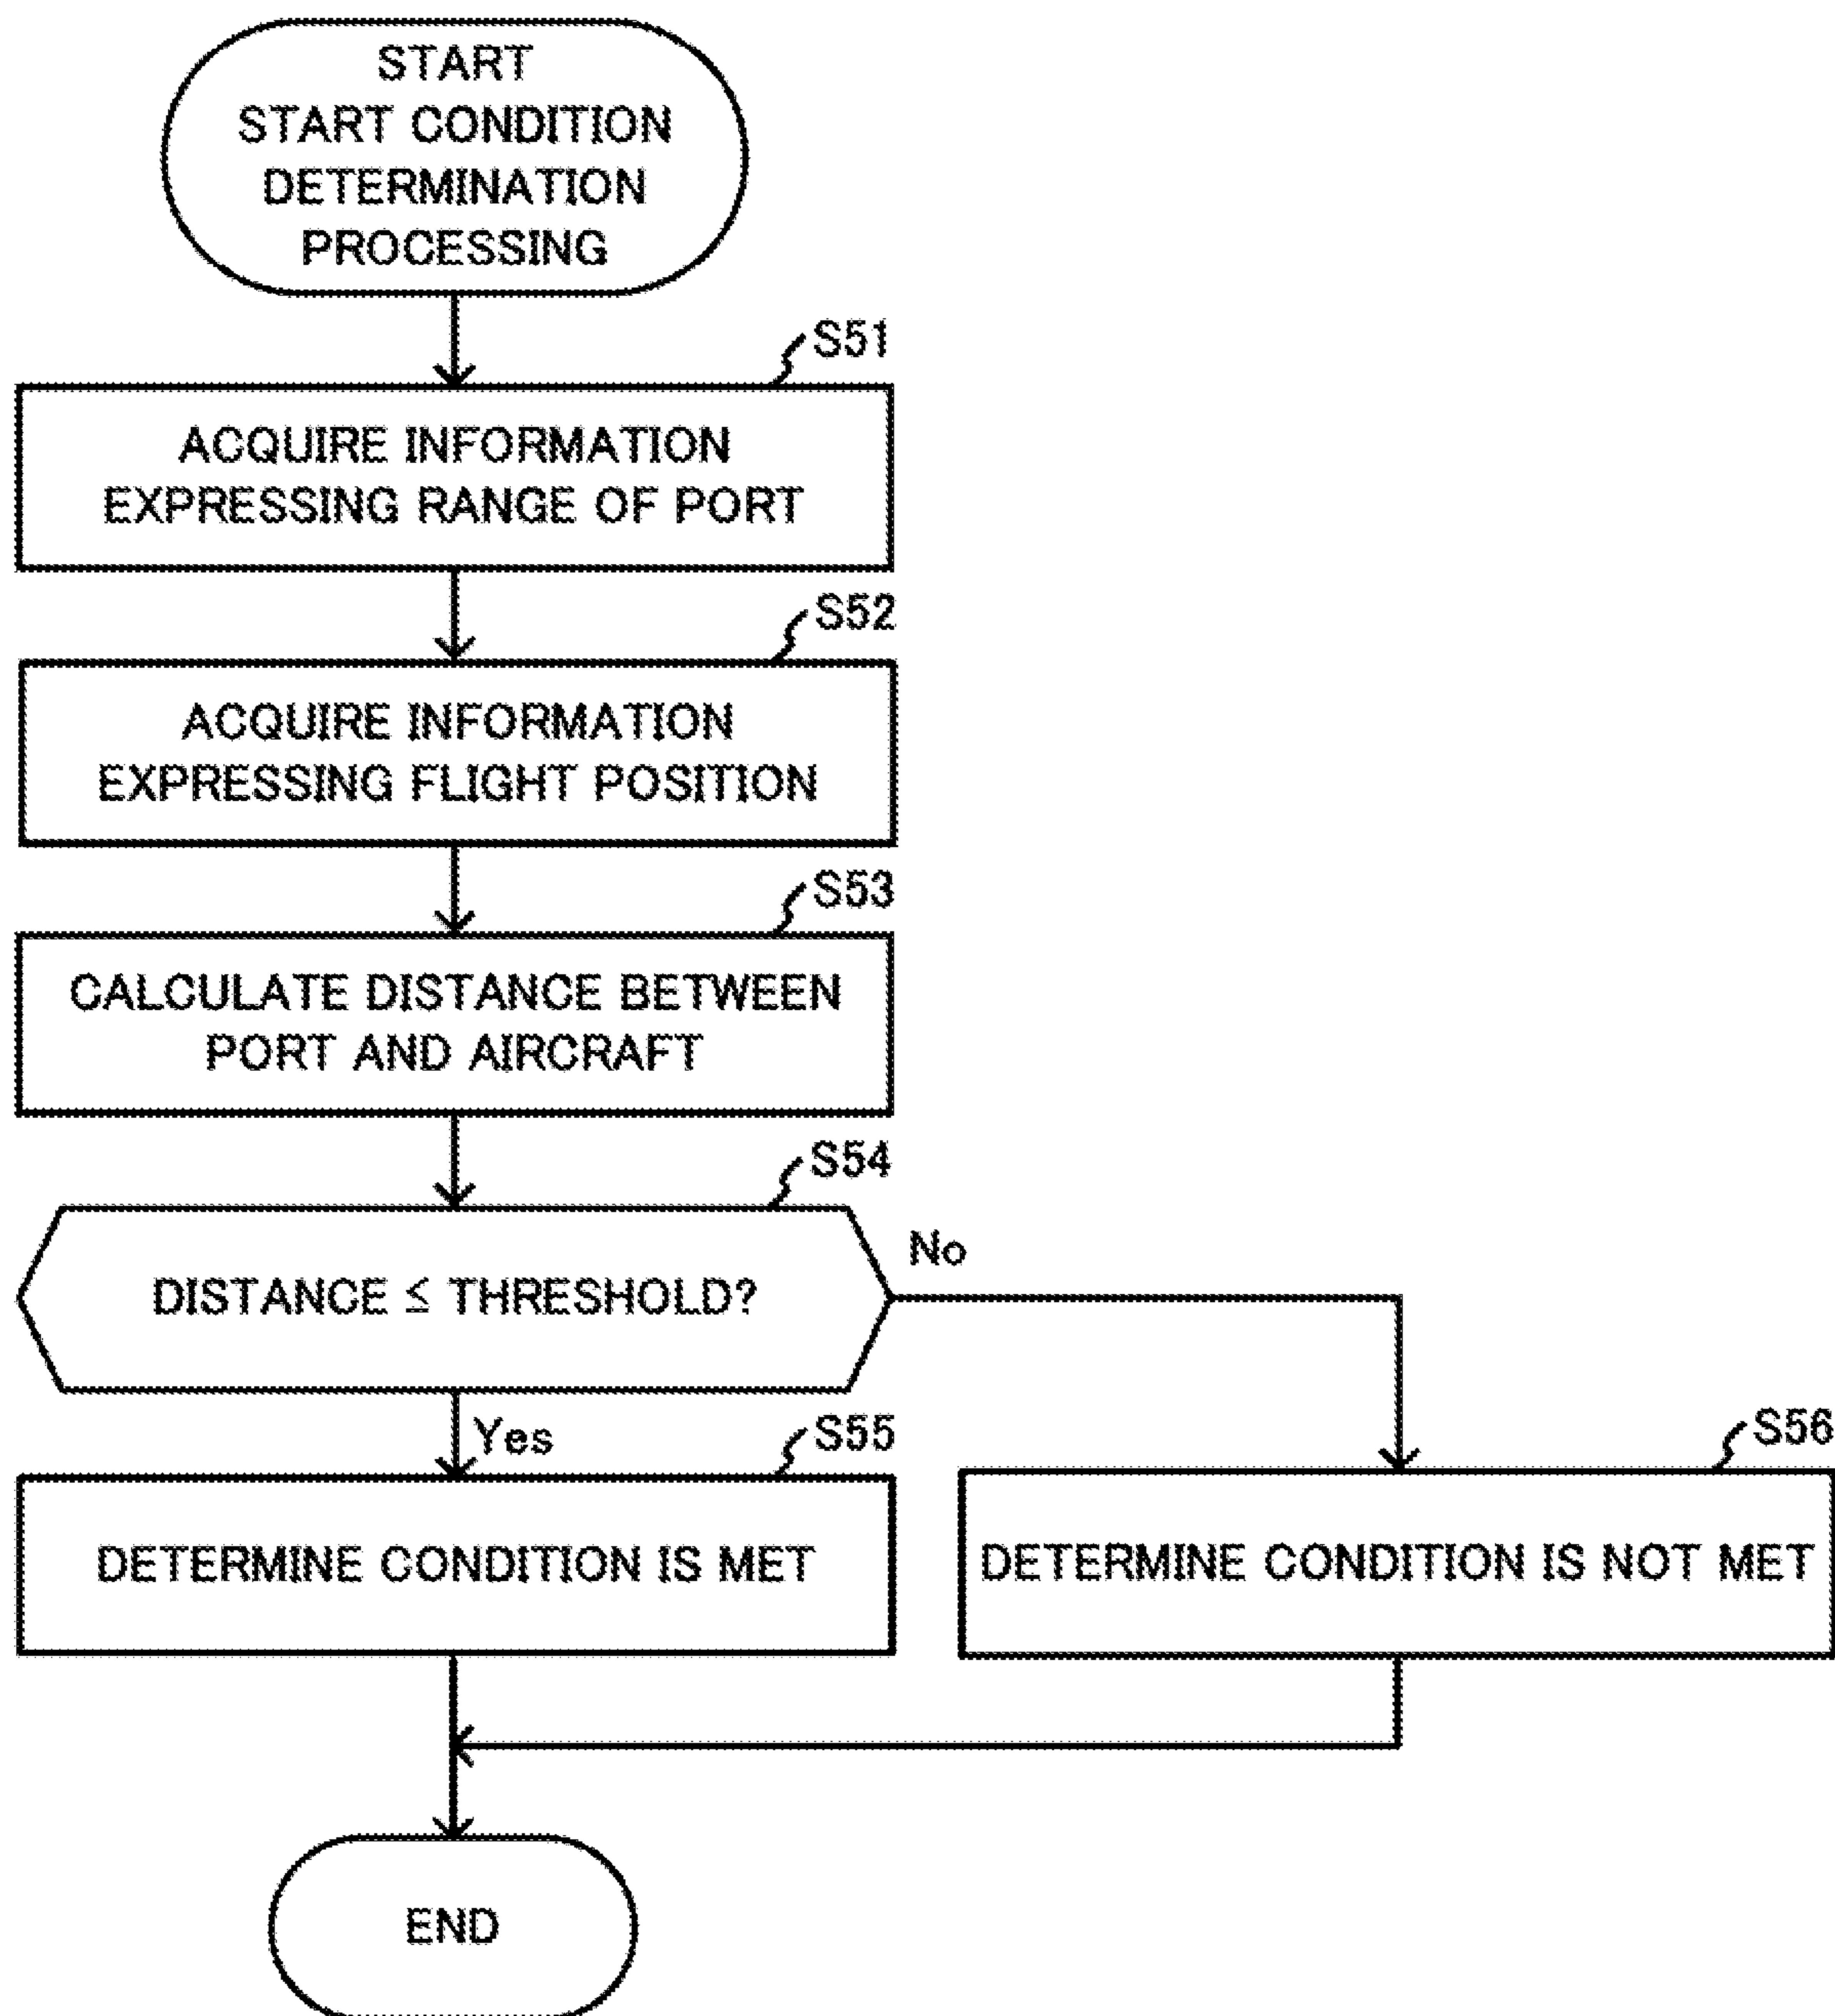 START
START CONDITION
DETERMINATION
PROCESSING
S51
ACQUIRE INFORMATION
EXPRESSING RANGE OF PORT
S52
ACQUIRE INFORMATION
EXPRESSING FLIGHT POSITION
S53
CALCULATE DISTANCE BETWEEN
PORT AND AIRCRAFT
S54
DISTANCE ≦ THRESHOLD?
No
Yes
S55
DETERMINE CONDITION IS MET
S56
DETERMINE CONDITION IS NOT MET
END